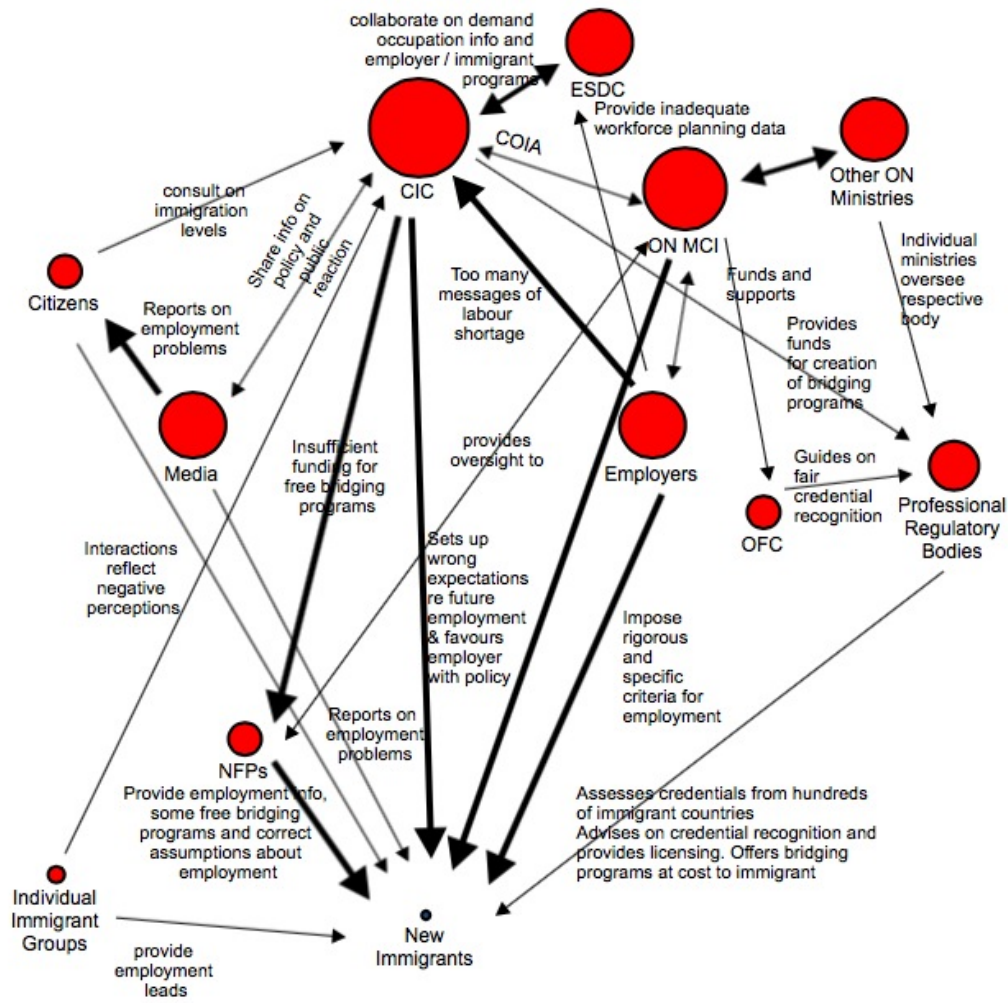 collaborate on demand
occupation info and
employer / immigrant
programs
ESDC
Provide inadequate
workforce planning data
COIA
CIC
Other ON
Ministries
ON MCI
consult on
immigration
levels
Share info on
policy and
public
reaction
Citizens
Too many
messages of
labour
shortage
Funds and
supports
Individual
ministries
oversee
respective
body
Reports on
employment
problems
Provides
funds
for creation
of bridging
programs
Media
Insufficient
funding for
free bridging
programs
provides
oversight to
Employers
Guides on
fair
credential
recognition
OFC
Professional
Regulatory
Bodies
Interactions
reflect
negative
perceptions
Sets up
wrong
expectations
re future
employment
& favours
employer
with policy
Impose
rigorous
and
specific
criteria for
employment
Reports on
employment
problems
NFPs
Provide employment info,
some free bridging
programs and correct
assumptions about
employment
Assesses credentials from hundreds
of immigrant countries
Advises on credential recognition and
provides licensing. Offers bridging
programs at cost to immigrant
Individual
Immigrant
Groups
New
Immigrants
provide
employment
leads